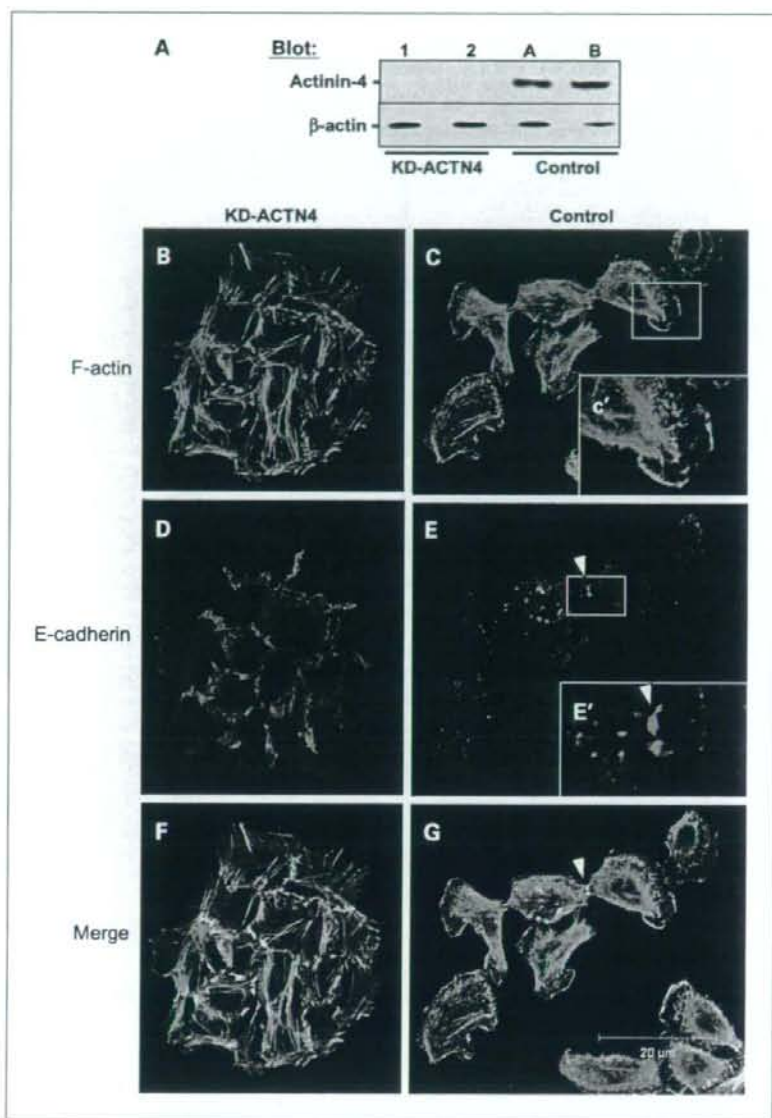 A Blot: 1 2 A B
Actinin-4
β-actin
KD-ACTN4 Control
KD-ACTN4 Control
B C
F-actin
c'
D E
E-cadherin
E'
F G
Merge
20 µm